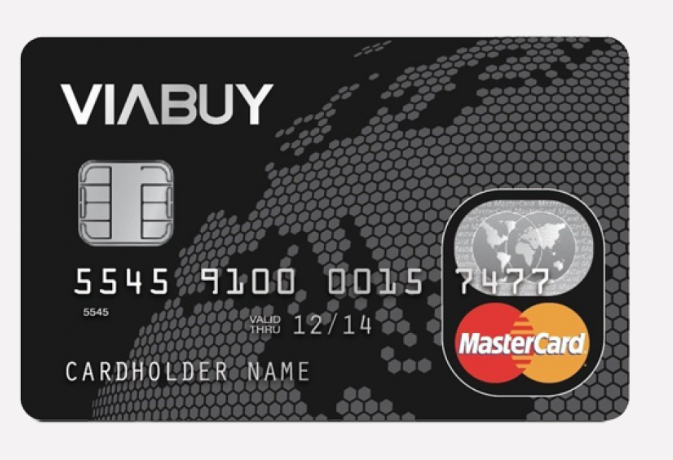 VIABUY
5545 9100 0015 7477
5545
VALID
THRU 12/14
CARDHOLDER NAME
MasterCard